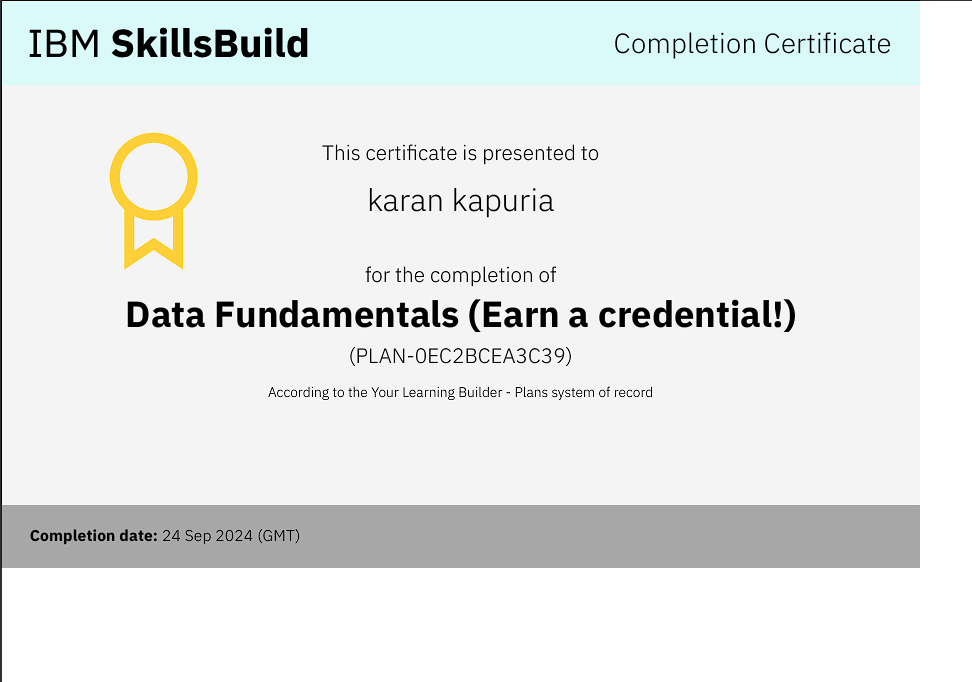 IBM SkillsBuild
Completion Certificate
This certificate is presented to
karan kapuria
for the completion of
Data Fundamentals (Earn a credential!)
(PLAN-0EC2BCEA3C39)
According to the Your Learning Builder - Plans system of record
Completion date: 24 Sep 2024 (GMT)